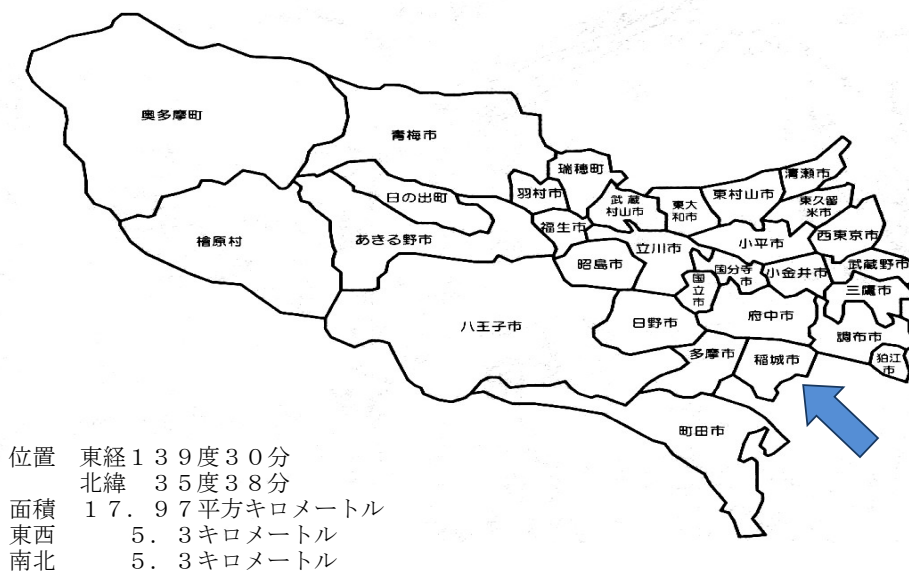 奥多摩町
青梅市
瑞穂町
清瀬市
日の出町
羽村市
武蔵
村山市
東大
和市
東村山市
東久留
米市
檜原村
あきる野市
福生市
立川市
小平市
西東京市
昭島市
国分寺
市
小金井市
武蔵野市
国
立
市
三鷹市
八王子市
日野市
府中市
調布市
多摩市
稲城市
狛江
市
町田市
位置 東経139度30分
北緯 35度38分
面積 17.97平方キロメートル
東西 5.3キロメートル
南北 5.3キロメートル